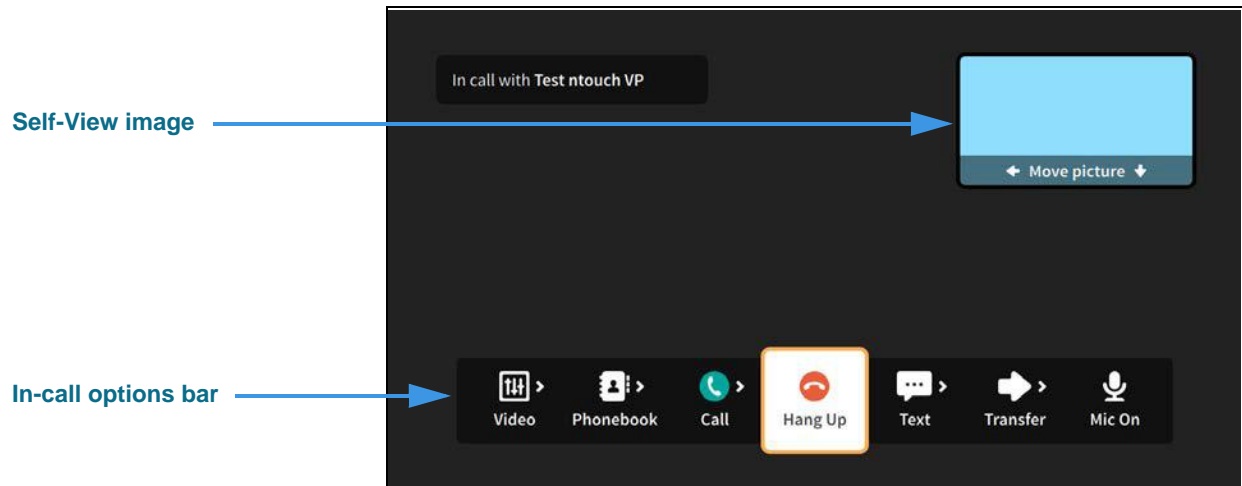 In call with Test ntouch VP
Self-View image
Move picture
In-call options bar
Video Phonebook Call Hang Up Text Transfer Mic On